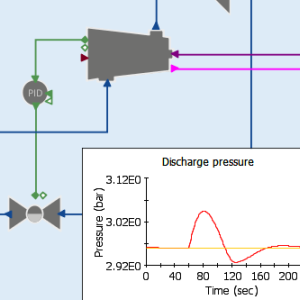 PID
Discharge pressure
Pressure (bar)
3.12E0
3.02E0
2.92E0
0 40 80 120 160 200
Time (sec)